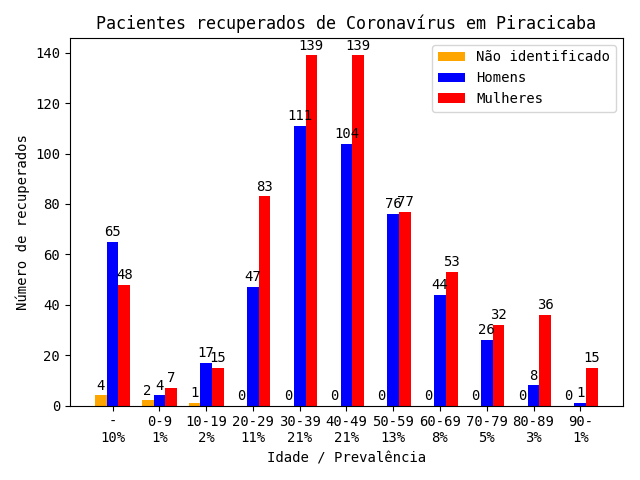 Pacientes recuperados de Coronavírus em Piracicaba
Não identificado
Homens
Mulheres
Número de recuperados
140
120
100
80
60
40
20
0
4 65 48
2 4 7
1 17 15
0 47 83
0 111 139
0 104 139
0 76 77
0 44 53
0 26 32
0 8 36
0 1 15
- 0-9 10-19 20-29 30-39 40-49 50-59 60-69 70-79 80-89 90-
10% 1% 2% 11% 21% 21% 13% 8% 5% 3% 1%
Idade / Prevalência